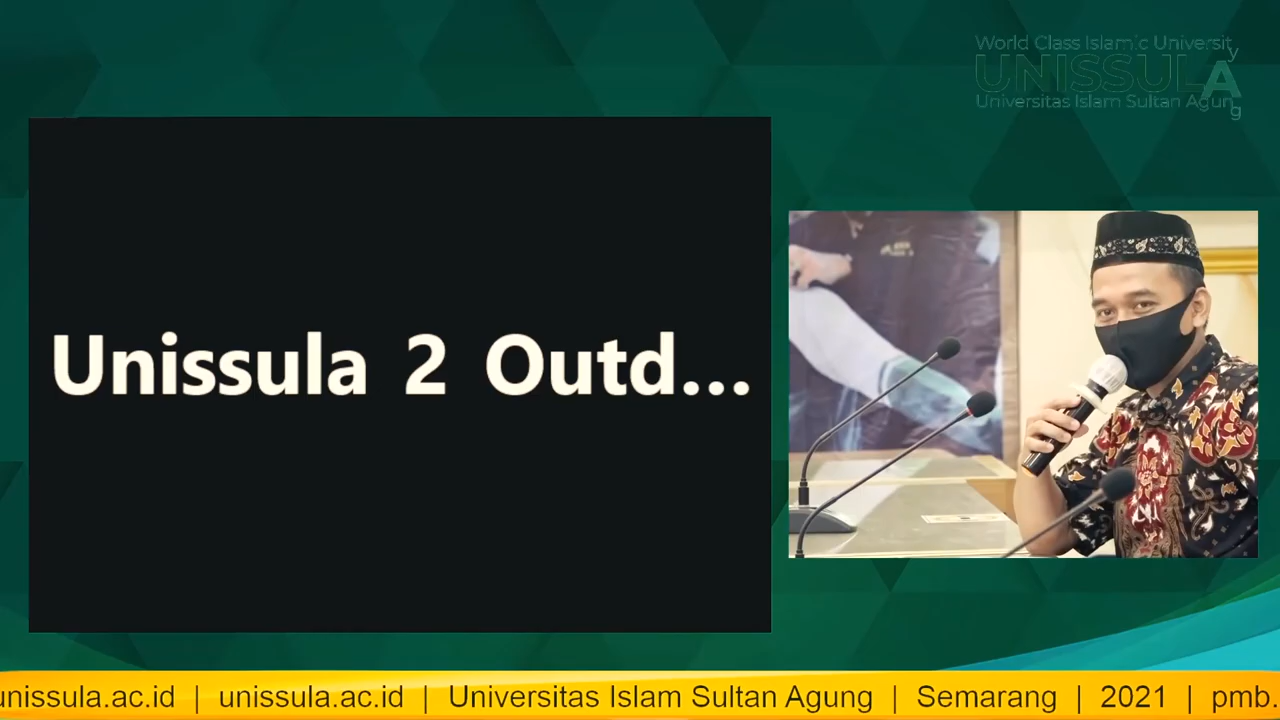 World Class Islamic University
UNISSULA
Universitas Islam Sultan Agung
Unissula 2 Outd...
unissula.ac.id | unissula.ac.id | Universitas Islam Sultan Agung | Semarang | 2021 | pmb.